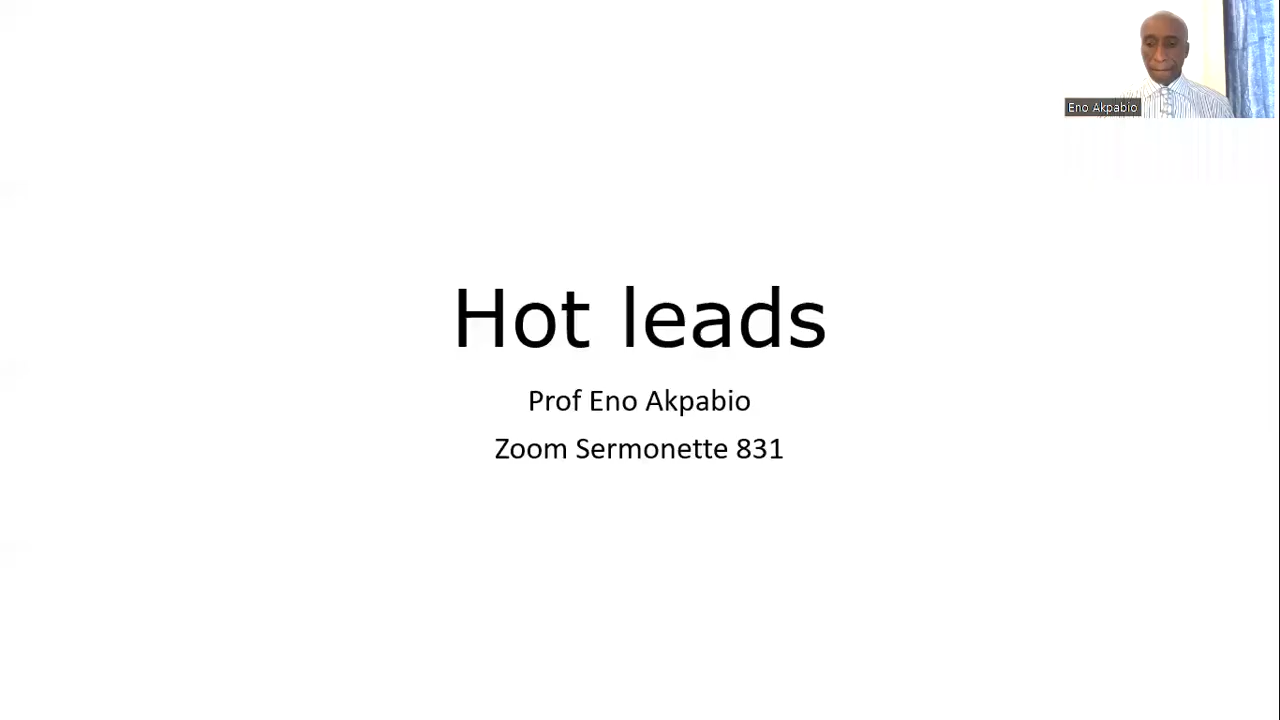 Eno Akpabio
Hot leads
Prof Eno Akpabio
Zoom Sermonette 831